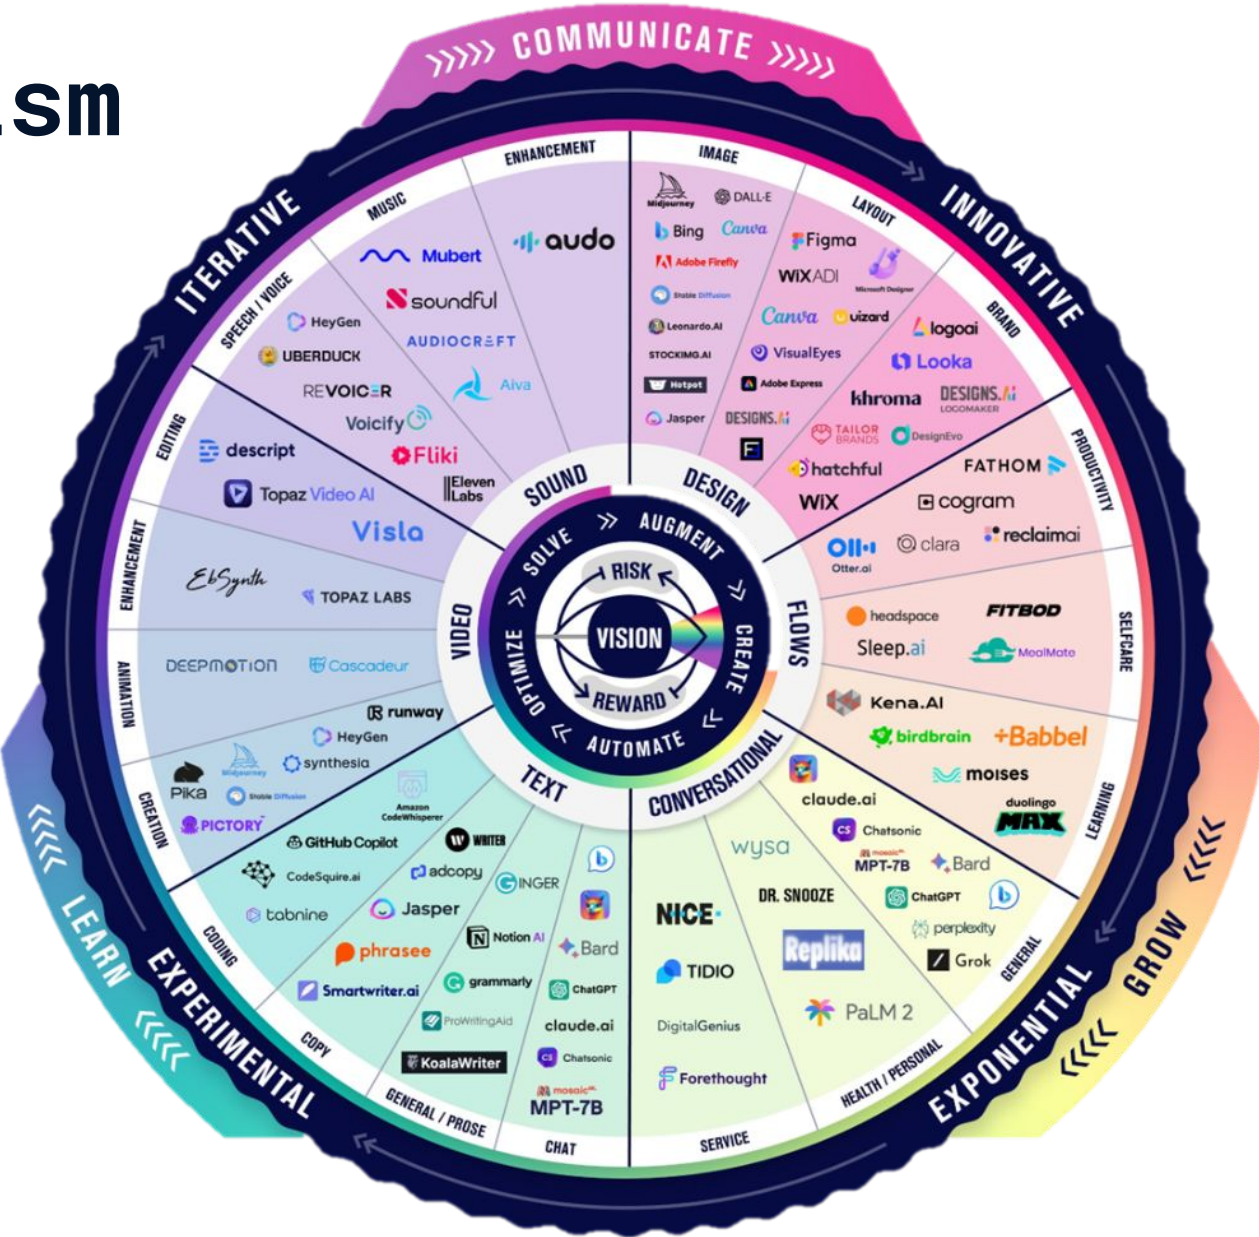 .sm
COMMUNICATE
INNOVATIVE
GROW
EXPONENTIAL
EXPERIMENTAL
LEARN
ITERATIVE
VISION
RISK
REWARD
SOLVE
AUGMENT
CREATE
AUTOMATE
OPTIMIZE
DESIGN
IMAGE
Midjourney
DALL·E
Bing
Canva
Adobe Firefly
Stable Diffusion
Leonardo.AI
STOCKIMG.AI
Hotpot
Jasper
LAYOUT
Figma
WiX ADI
Microsoft Designer
Canva
uizard
VisualEyes
Adobe Express
DESIGNS.Ai
BRAND
logoai
Looka
khroma
DESIGNS.Ai
LOGOMAKER
TAILOR
BRANDS
DesignEvo
hatchful
WiX
FLOWS
PRODUCTIVITY
FATHOM
cogram
reclaimai
clara
Otter.ai
SELFCARE
headspace
FITBOD
Sleep.ai
MealMate
LEARNING
Kena.AI
birdbrain
+Babbel
moises
duolingo
MAX
CONVERSATIONAL
GENERAL
claude.ai
CS Chatsonic
mosaic
MPT-7B
Bard
ChatGPT
b
perplexity
Grok
HEALTH / PERSONAL
wysa
DR. SNOOZE
Replika
PaLM 2
SERVICE
NICE
TIDIO
DigitalGenius
Forethought
TEXT
CHAT
b
Bard
ChatGPT
claude.ai
CS Chatsonic
mosaic
MPT-7B
GENERAL / PROSE
W WRITER
GINGER
Notion AI
grammarly
ProWritingAid
KoalaWriter
COPY
adcopy
Jasper
phrasee
Smartwriter.ai
CODING
Amazon
CodeWhisperer
GitHub Copilot
CodeSquire.ai
tabnine
VIDEO
CREATION
runway
HeyGen
Midjourney
synthesia
Pika
Stable Diffusion
PICTORY
ANIMATION
DEEPMOTION
Cascadeur
ENHANCEMENT
EbSynth
TOPAZ LABS
EDITING
descript
Topaz Video AI
Visla
SOUND
SPEECH / VOICE
HeyGen
UBERDUCK
REVOICER
Voicify
Fliki
ElevenLabs
MUSIC
Mubert
soundful
AUDIOCRAFT
Aiva
ENHANCEMENT
audo